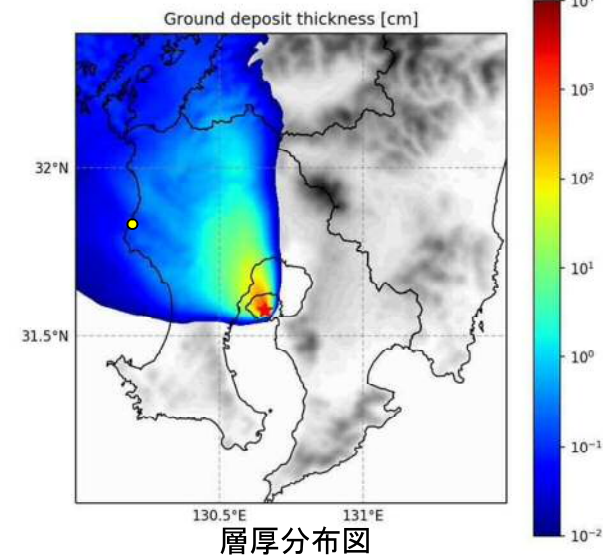 Ground deposit thickness [cm]
32°N
31.5°N
130.5°E
131°E
10³
10²
10¹
10⁰
10⁻¹
10⁻²
層厚分布図